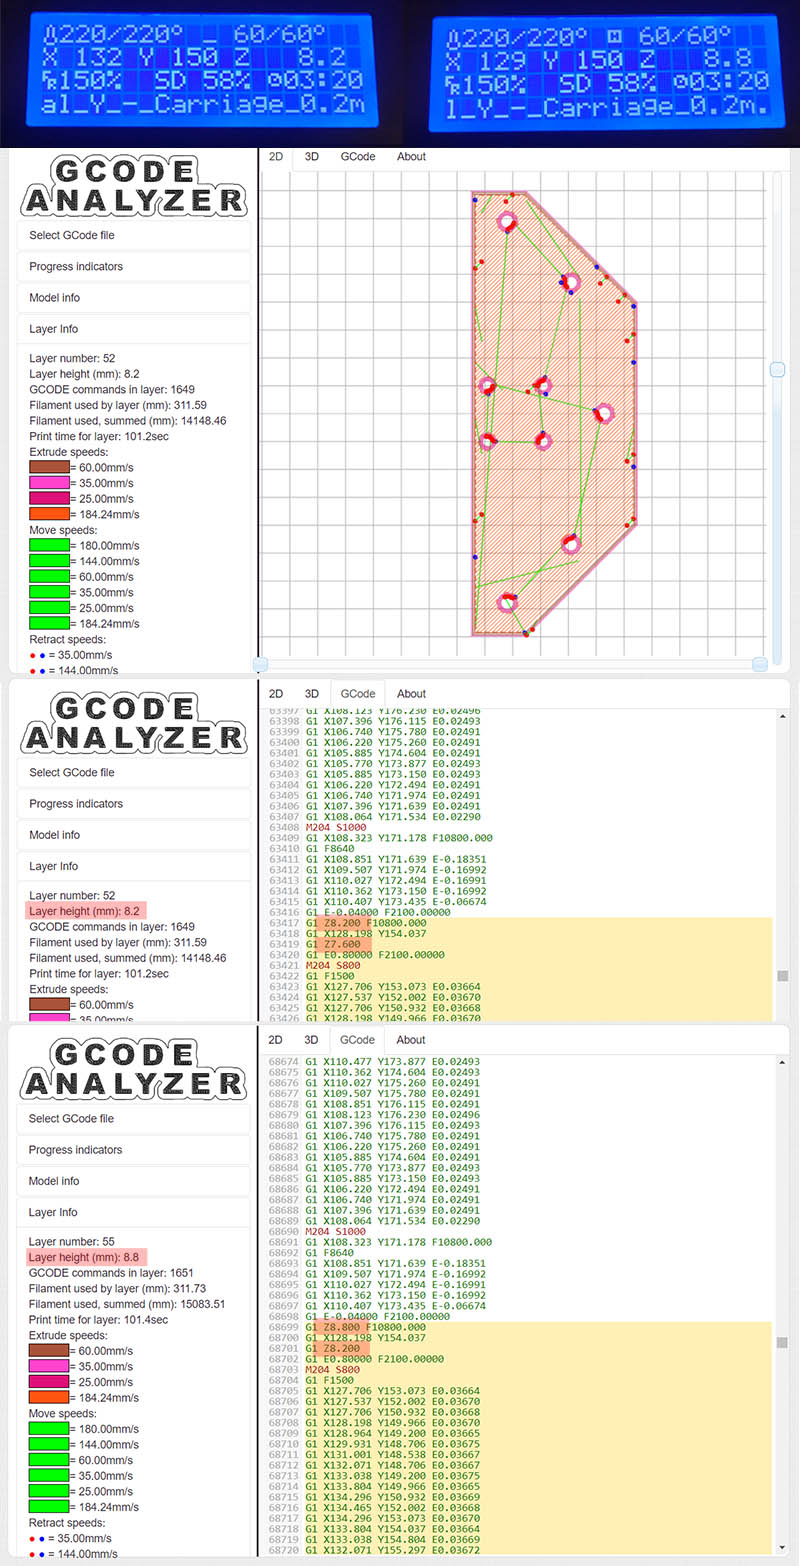 220/220° _ 60/60°
X 132 Y 150 Z 8.2
150% SD 58% 03:20
al_Y_-_Carriage_0.2m
220/220° 60/60°
X 129 Y 150 Z 8.8
150% SD 58% 03:20
l_Y_-_Carriage_0.2m.
GCODE
ANALYZER
2D 3D GCode About
Select GCode file
Progress indicators
Model info
Layer Info
Layer number: 52
Layer height (mm): 8.2
GCODE commands in layer: 1649
Filament used by layer (mm): 311.59
Filament used, summed (mm): 14148.46
Print time for layer: 101.2sec
Extrude speeds:
= 60.00mm/s
= 35.00mm/s
= 25.00mm/s
= 184.24mm/s
Move speeds:
= 180.00mm/s
= 144.00mm/s
= 60.00mm/s
= 35.00mm/s
= 25.00mm/s
= 184.24mm/s
Retract speeds:
= 35.00mm/s
= 144.00mm/s
GCODE
ANALYZER
Select GCode file
Progress indicators
Model info
Layer Info
Layer number: 52
Layer height (mm): 8.2
GCODE commands in layer: 1649
Filament used by layer (mm): 311.59
Filament used, summed (mm): 14148.46
Print time for layer: 101.2sec
Extrude speeds:
= 60.00mm/s
= 35.00mm/s
2D 3D GCode About
63397 G1 X108.123 Y176.230 E0.02496
63398 G1 X107.396 Y176.115 E0.02493
63399 G1 X106.740 Y175.780 E0.02491
63400 G1 X106.220 Y175.260 E0.02491
63401 G1 X105.885 Y174.604 E0.02491
63402 G1 X105.770 Y173.877 E0.02493
63403 G1 X105.885 Y173.150 E0.02493
63404 G1 X106.220 Y172.494 E0.02491
63405 G1 X106.740 Y171.974 E0.02491
63406 G1 X107.396 Y171.639 E0.02491
63407 G1 X108.064 Y171.534 E0.02290
63408 M204 S1000
63409 G1 X108.323 Y171.178 F10800.000
63410 G1 F8640
63411 G1 X108.851 Y171.639 E-0.18351
63412 G1 X109.507 Y171.974 E-0.16992
63413 G1 X110.027 Y172.494 E-0.16991
63414 G1 X110.362 Y173.150 E-0.16992
63415 G1 X110.407 Y173.435 E-0.06674
63416 G1 E-0.04000 F2100.00000
63417 G1 Z8.200 F10800.000
63418 G1 X128.198 Y154.037
63419 G1 Z7.600
63420 G1 E0.80000 F2100.00000
63421 M204 S800
63422 G1 F1500
63423 G1 X127.706 Y153.073 E0.03664
63424 G1 X127.537 Y152.002 E0.03670
63425 G1 X127.706 Y150.932 E0.03668
63426 G1 X128.198 Y149.966 E0.03670
GCODE
ANALYZER
Select GCode file
Progress indicators
Model info
Layer Info
Layer number: 55
Layer height (mm): 8.8
GCODE commands in layer: 1651
Filament used by layer (mm): 311.73
Filament used, summed (mm): 15083.51
Print time for layer: 101.4sec
Extrude speeds:
= 60.00mm/s
= 35.00mm/s
= 25.00mm/s
= 184.24mm/s
Move speeds:
= 180.00mm/s
= 144.00mm/s
= 60.00mm/s
= 35.00mm/s
= 25.00mm/s
= 184.24mm/s
Retract speeds:
= 35.00mm/s
= 144.00mm/s
2D 3D GCode About
68674 G1 X110.477 Y173.877 E0.02493
68675 G1 X110.362 Y174.604 E0.02493
68676 G1 X110.027 Y175.260 E0.02491
68677 G1 X109.507 Y175.780 E0.02491
68678 G1 X108.851 Y176.115 E0.02491
68679 G1 X108.123 Y176.230 E0.02496
68680 G1 X107.396 Y176.115 E0.02493
68681 G1 X106.740 Y175.780 E0.02491
68682 G1 X106.220 Y175.260 E0.02491
68683 G1 X105.885 Y174.604 E0.02491
68684 G1 X105.770 Y173.877 E0.02493
68685 G1 X105.885 Y173.150 E0.02493
68686 G1 X106.220 Y172.494 E0.02491
68687 G1 X106.740 Y171.974 E0.02491
68688 G1 X107.396 Y171.639 E0.02491
68689 G1 X108.064 Y171.534 E0.02290
68690 M204 S1000
68691 G1 X108.323 Y171.178 F10800.000
68692 G1 F8640
68693 G1 X108.851 Y171.639 E-0.18351
68694 G1 X109.507 Y171.974 E-0.16992
68695 G1 X110.027 Y172.494 E-0.16991
68696 G1 X110.362 Y173.150 E-0.16992
68697 G1 X110.407 Y173.435 E-0.06674
68698 G1 E-0.04000 F2100.00000
68699 G1 Z8.800 F10800.000
68700 G1 X128.198 Y154.037
68701 G1 Z8.200
68702 G1 E0.80000 F2100.00000
68703 M204 S800
68704 G1 F1500
68705 G1 X127.706 Y153.073 E0.03664
68706 G1 X127.537 Y152.002 E0.03670
68707 G1 X127.706 Y150.932 E0.03668
68708 G1 X128.198 Y149.966 E0.03670
68709 G1 X128.964 Y149.200 E0.03665
68710 G1 X129.931 Y148.706 E0.03675
68711 G1 X131.001 Y148.538 E0.03667
68712 G1 X132.071 Y148.706 E0.03667
68713 G1 X133.038 Y149.200 E0.03675
68714 G1 X133.804 Y149.966 E0.03665
68715 G1 X134.296 Y150.932 E0.03669
68716 G1 X134.465 Y152.002 E0.03668
68717 G1 X134.296 Y153.073 E0.03670
68718 G1 X133.804 Y154.037 E0.03664
68719 G1 X133.038 Y154.804 E0.03669
68720 G1 X132.071 Y155.297 E0.03672